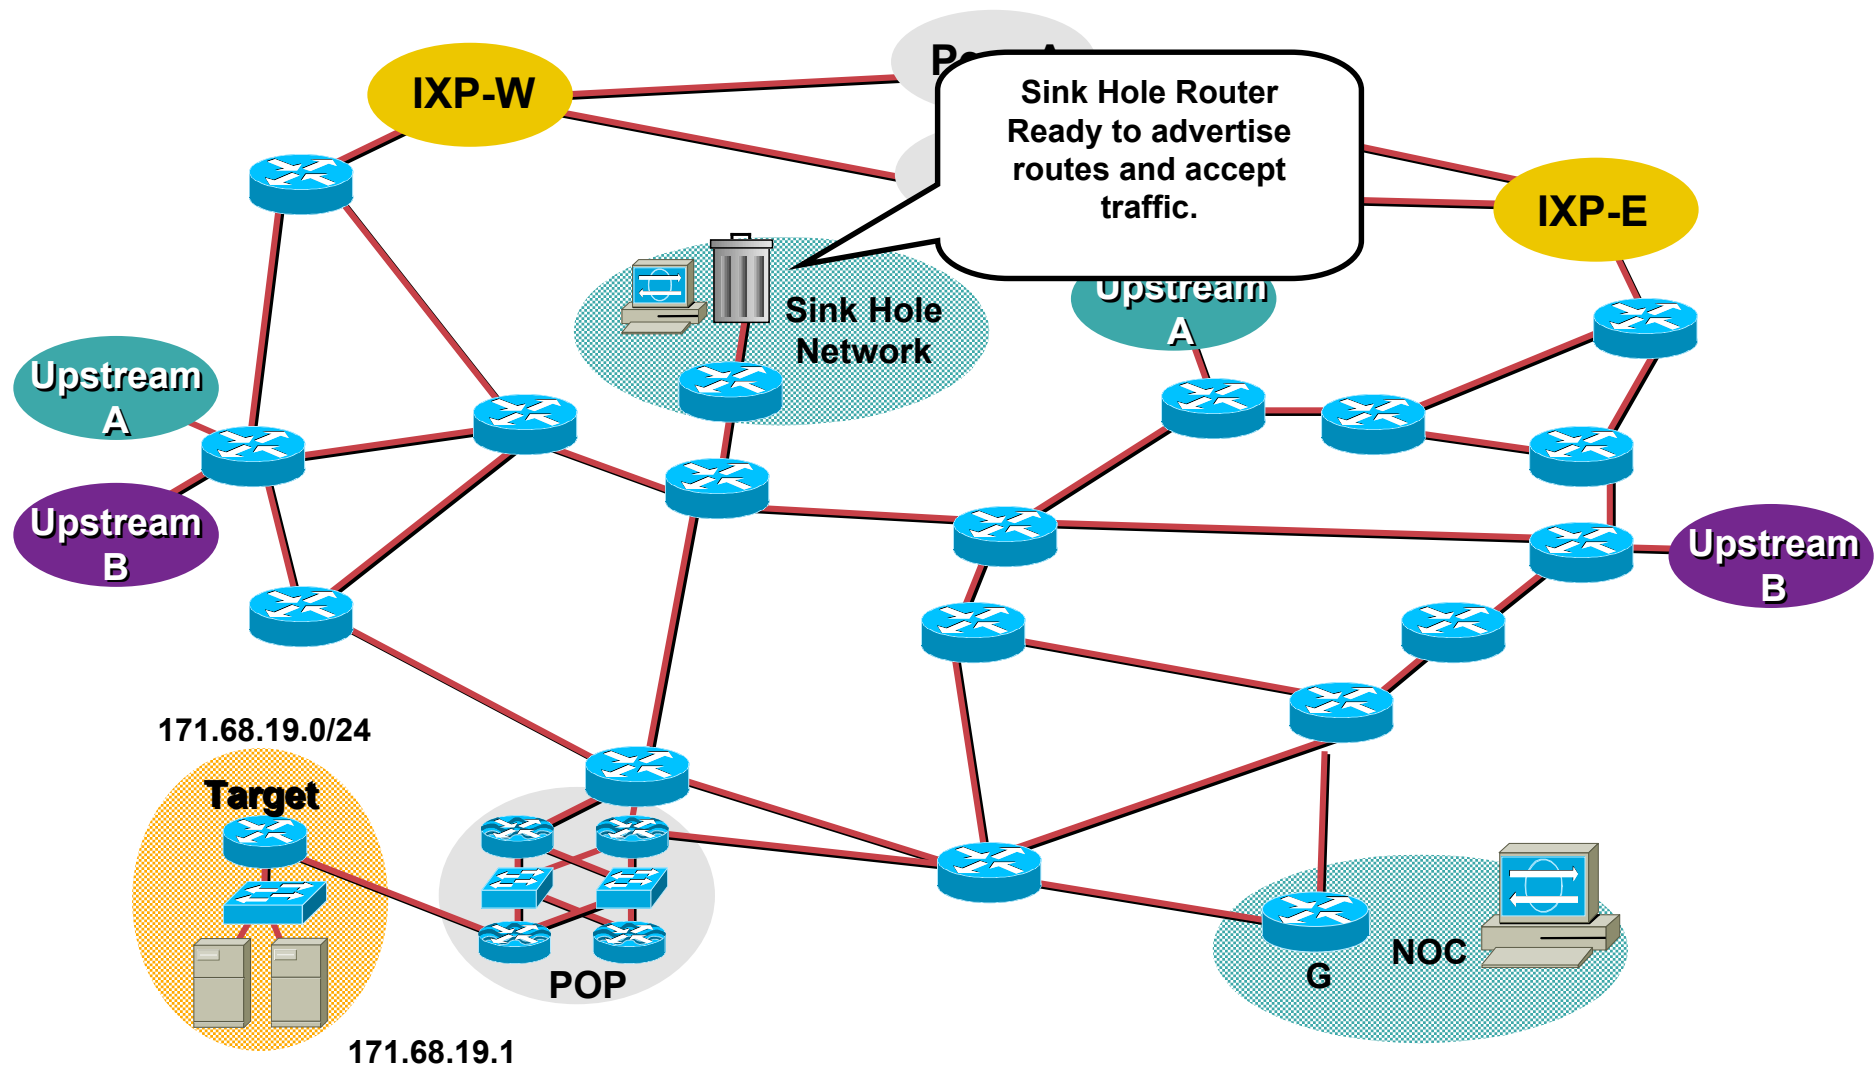 IXP-W
Sink Hole Router
Ready to advertise
routes and accept
traffic.
IXP-E
Sink Hole
Network
Upstream
A
Upstream
A
Upstream
B
Upstream
B
171.68.19.0/24
Target
POP
G
NOC
171.68.19.1